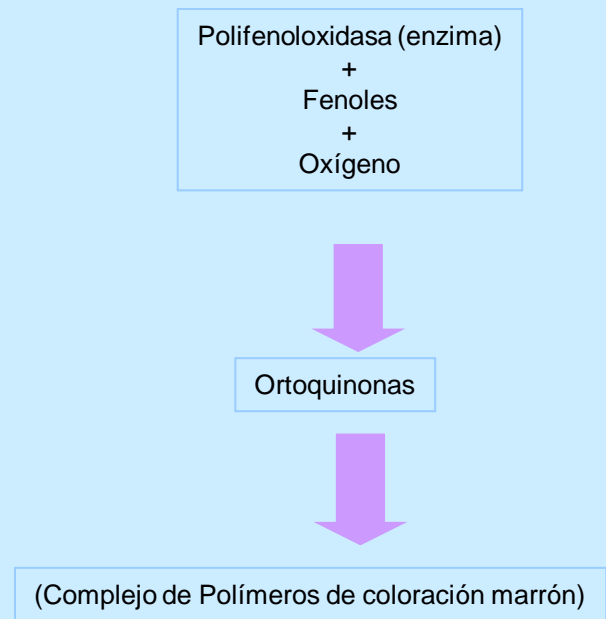 Polifenoloxidasa (enzima)
+
Fenoles
+
Oxígeno
Ortoquinonas
(Complejo de Polímeros de coloración marrón)